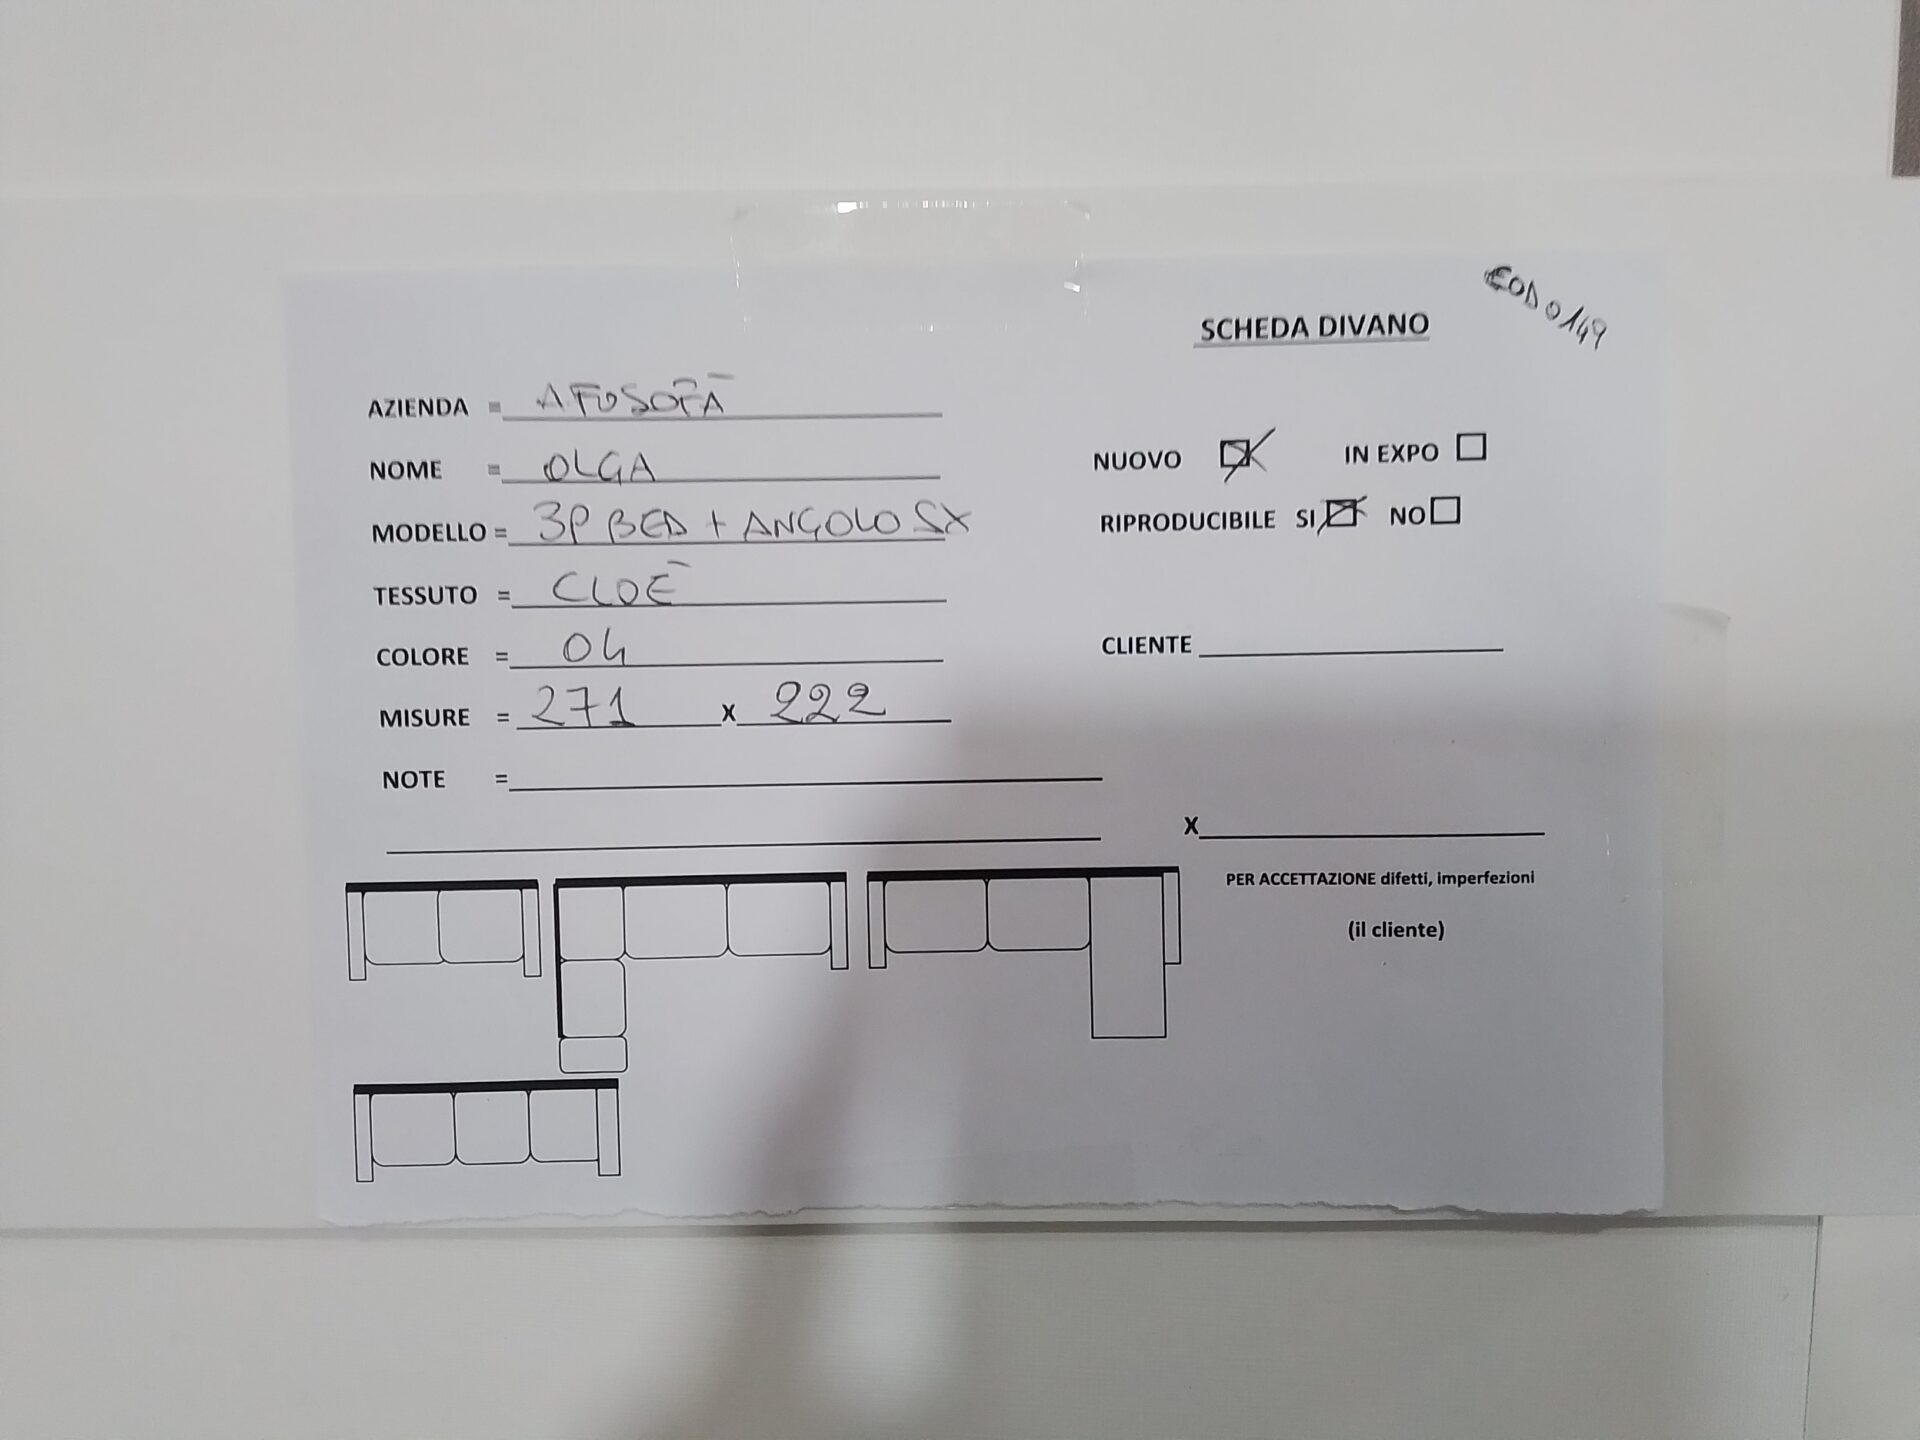 COD 0149
SCHEDA DIVANO
AZIENDA = AFOSOFÀ
NOME = OLGA
MODELLO = 3P BED + ANGOLO SX
TESSUTO = CLOÈ
COLORE = 04
MISURE = 271 X 222
NOTE =
NUOVO IN EXPO
RIPRODUCIBILE SI NO
CLIENTE
X
PER ACCETTAZIONE difetti, imperfezioni
(il cliente)